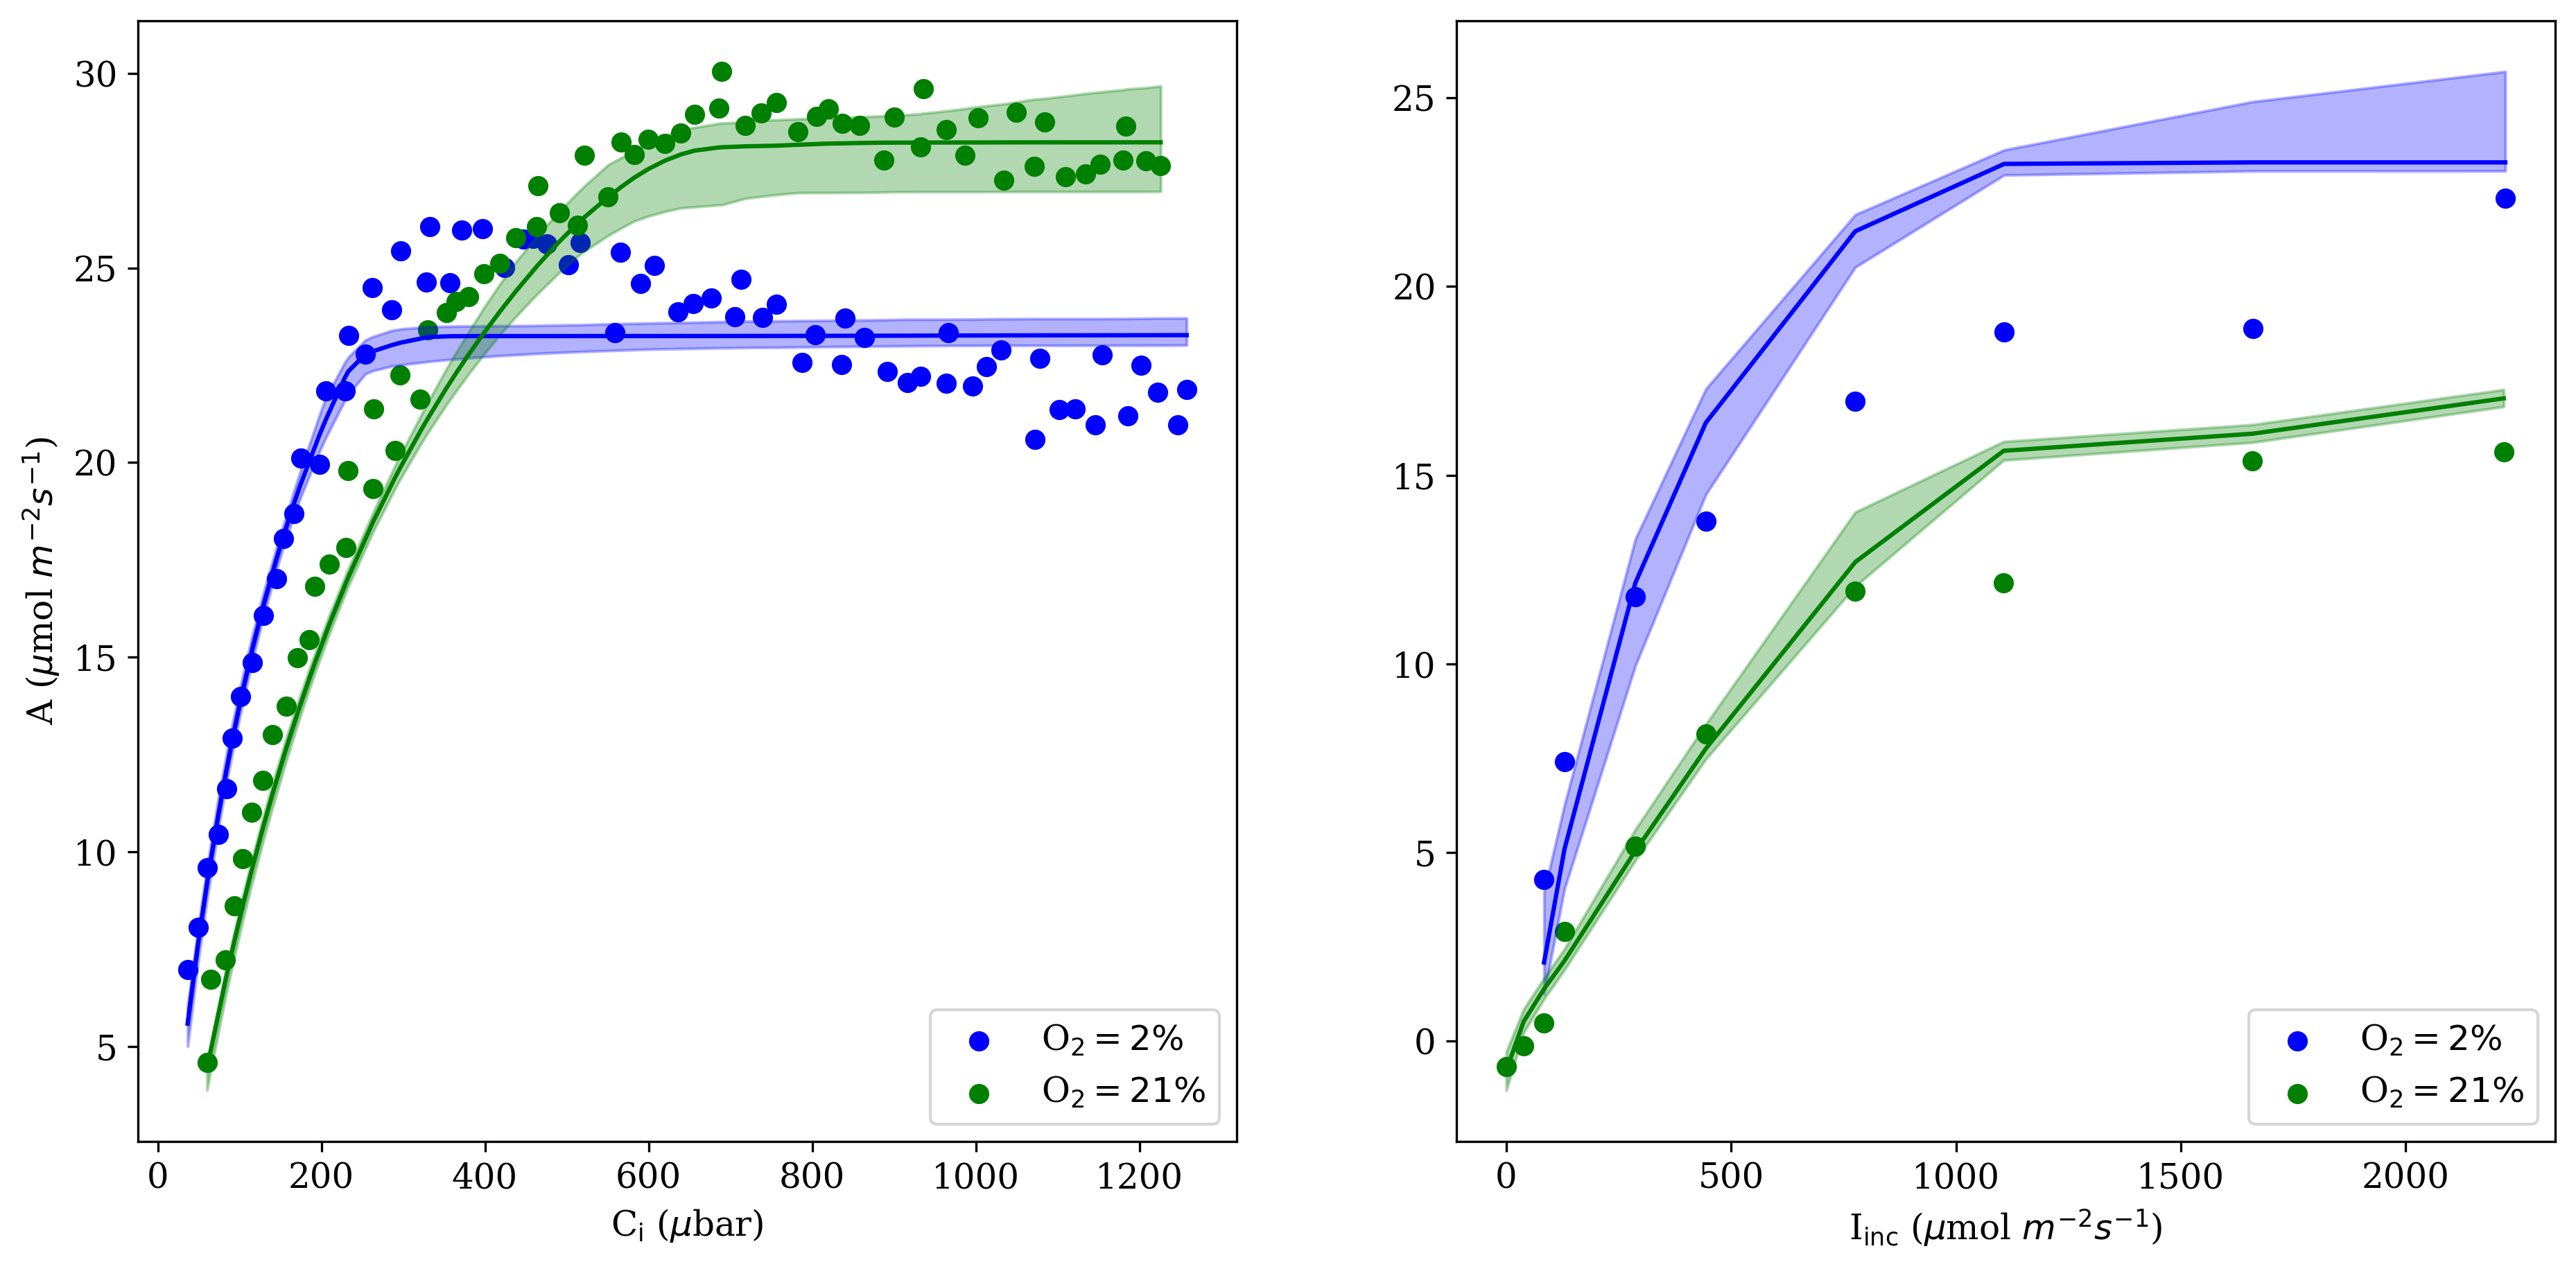 A (μmol m⁻²s⁻¹)
30
25
20
15
10
5
0 200 400 600 800 1000 1200
C_i (μbar)
O₂ = 2%
O₂ = 21%
25
20
15
10
5
0
0 500 1000 1500 2000
I_inc (μmol m⁻²s⁻¹)
O₂ = 2%
O₂ = 21%